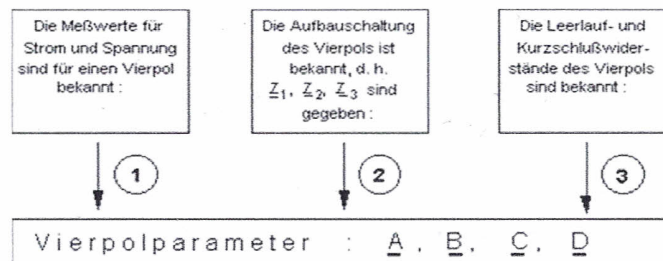 Die Meßwerte für
Strom und Spannung
sind für einen Vierpol
bekannt :
Die Aufbauschaltung
des Vierpols ist
bekannt, d. h.
Z1, Z2, Z3 sind
gegeben :
Die Leerlauf- und
Kurzschlußwider-
stände des Vierpols
sind bekannt :
1
2
3
Vierpolparameter : A, B, C, D